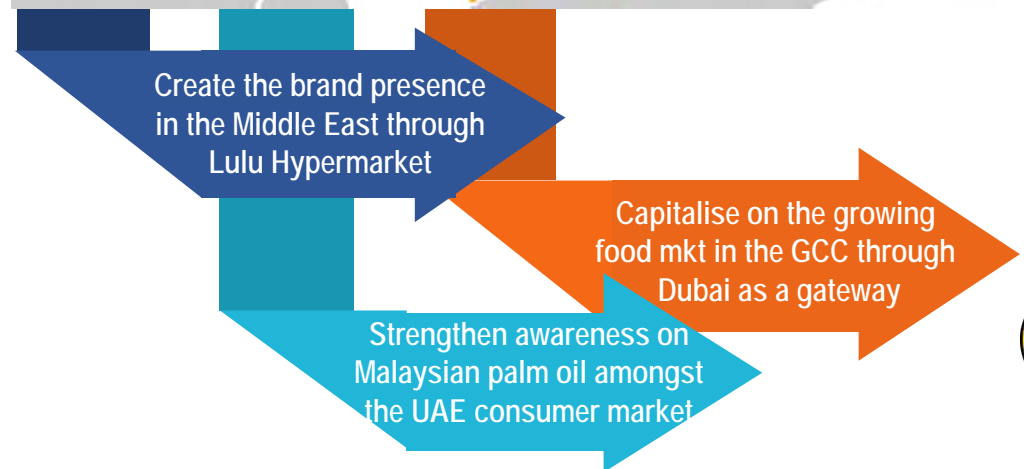 Create the brand presence
in the Middle East through
Lulu Hypermarket
Capitalise on the growing
food mkt in the GCC through
Dubai as a gateway
Strengthen awareness on
Malaysian palm oil amongst
the UAE consumer market